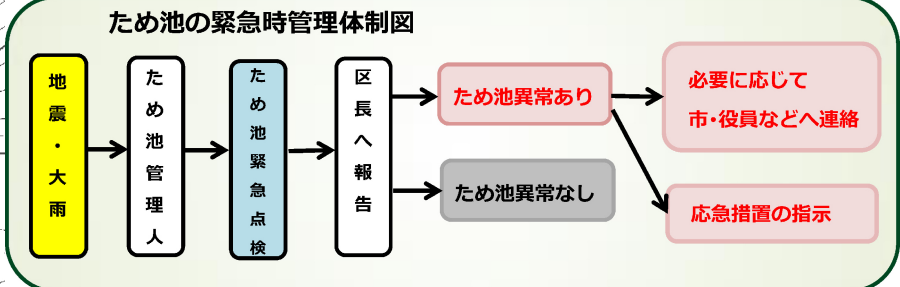 ため池の緊急時管理体制図
地震・大雨
ため池管理人
ため池緊急点検
区長へ報告
ため池異常あり
ため池異常なし
必要に応じて
市・役員などへ連絡
応急措置の指示